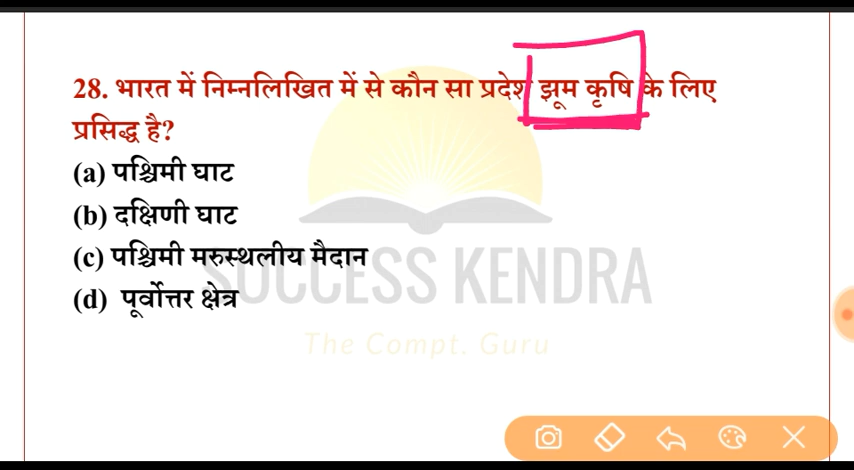 28. भारत में निम्नलिखित में से कौन सा प्रदेश झूम कृषि के लिए
प्रसिद्ध है?
(a) पश्चिमी घाट
(b) दक्षिणी घाट
(c) पश्चिमी मरुस्थलीय मैदान
(d) पूर्वोत्तर क्षेत्र
SUCCESS KENDRA
The Compt. Guru